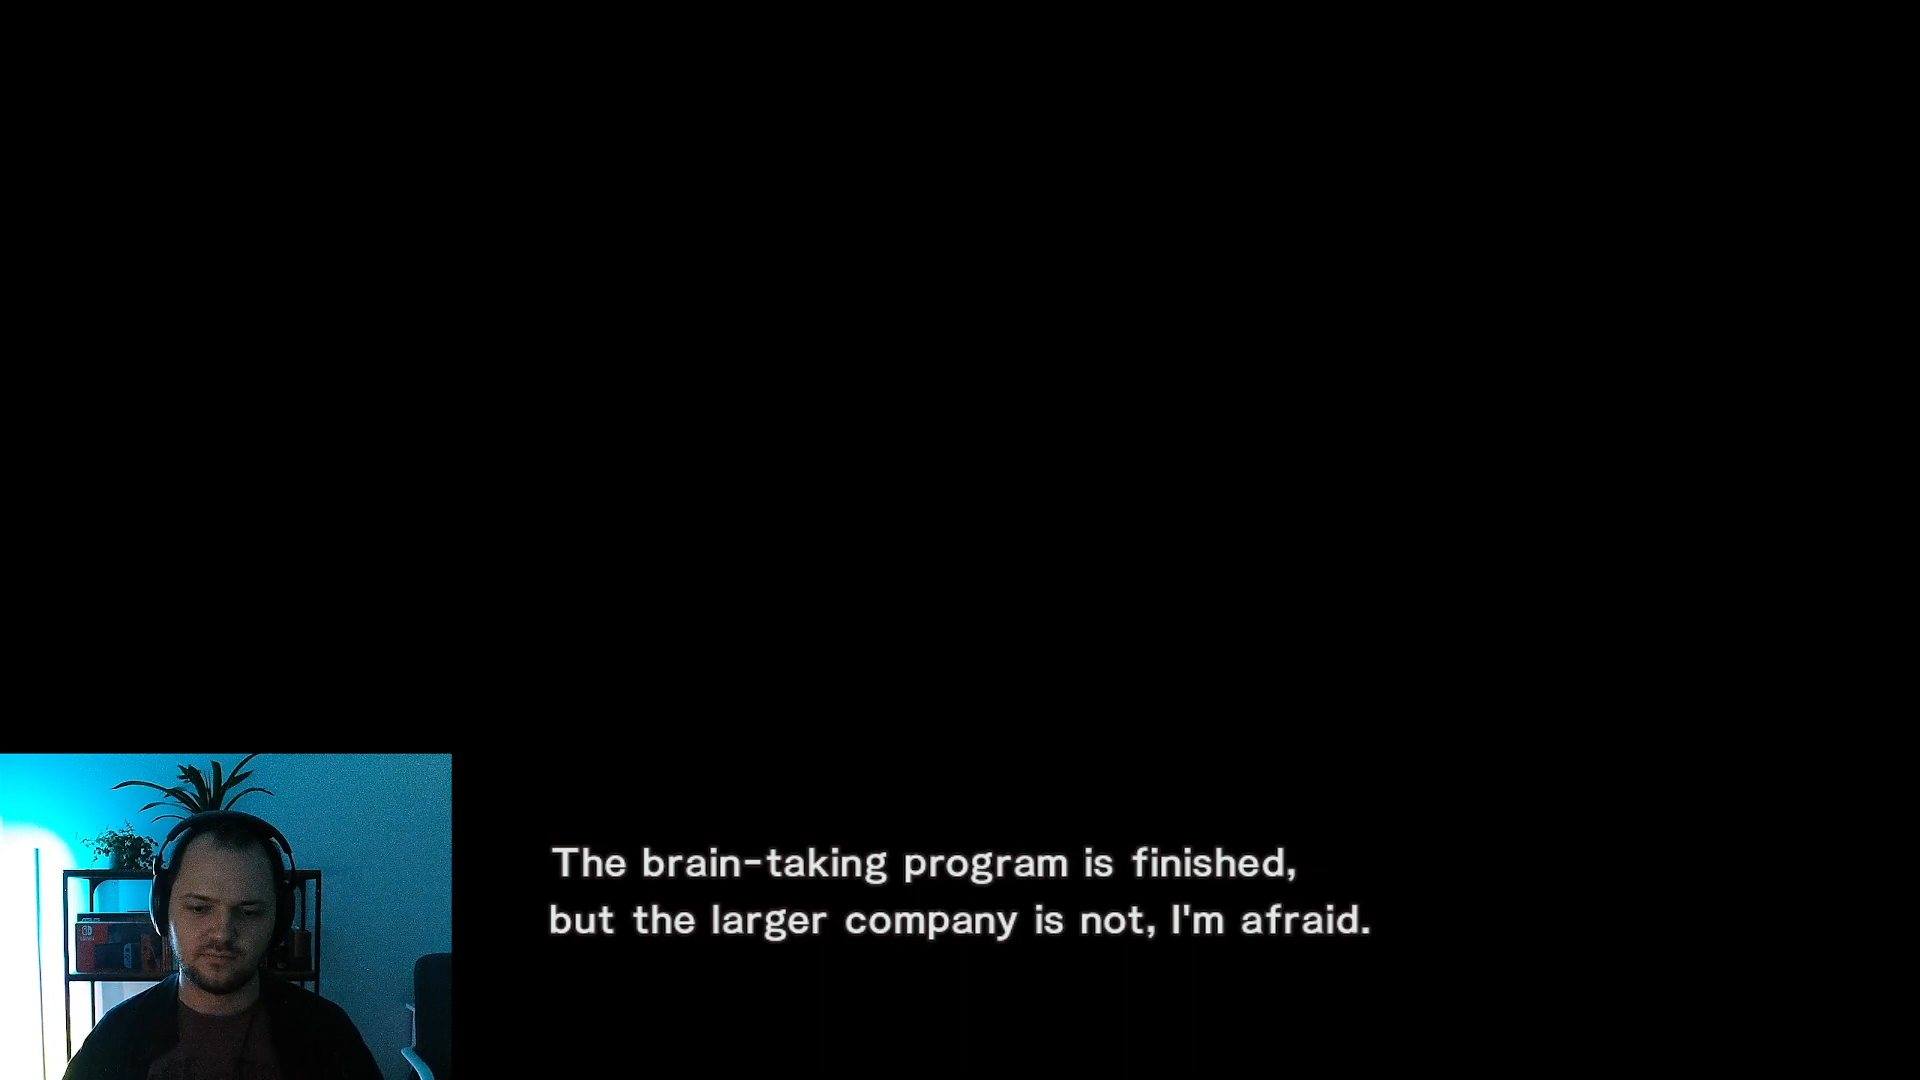 The brain-taking program is finished,
but the larger company is not, I'm afraid.